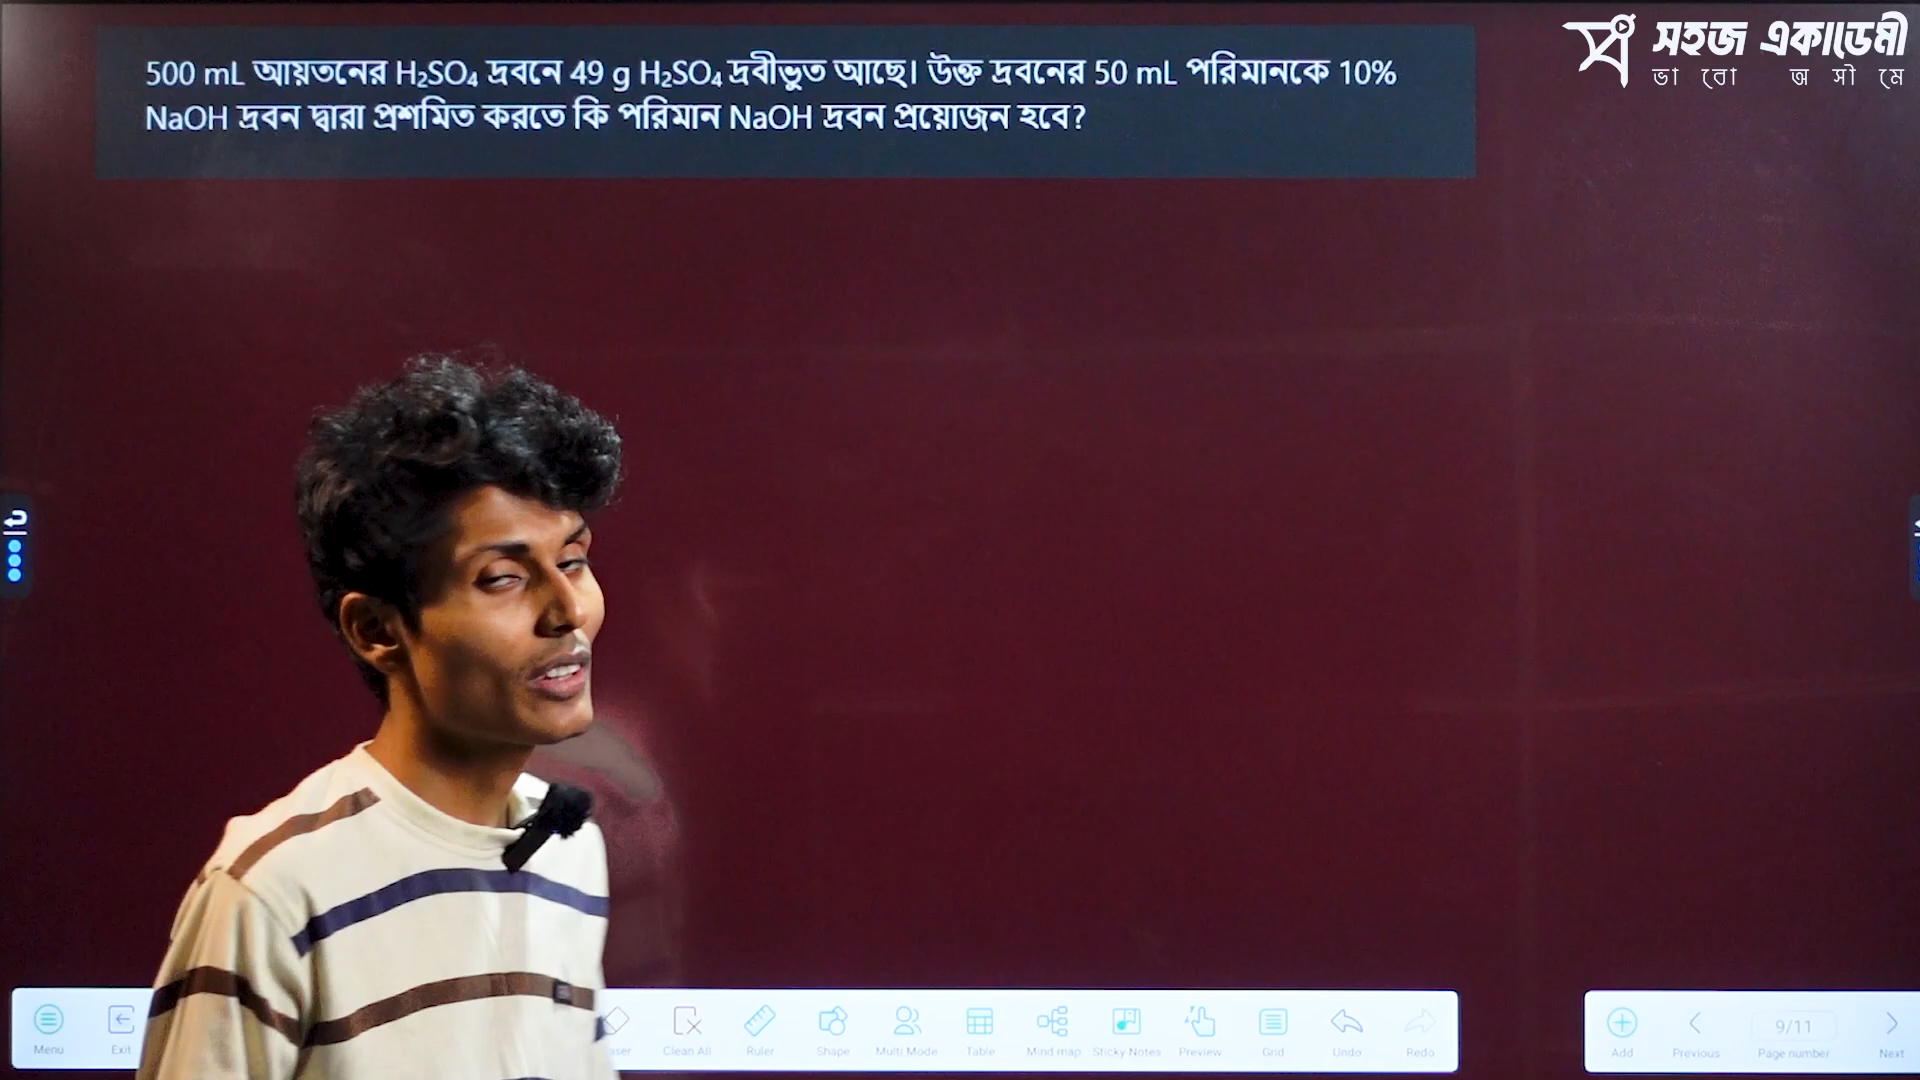 সহজ একাডেমী
ভাবো অসীমে
500 mL আয়তনের H₂SO₄ দ্রবনে 49 g H₂SO₄ দ্রবীভুত আছে। উক্ত দ্রবনের 50 mL পরিমানকে 10%
NaOH দ্রবন দ্বারা প্রশমিত করতে কি পরিমান NaOH দ্রবন প্রয়োজন হবে?
Menu Exit aser Clean All Ruler Shape Multi Mode Table Mind map Sticky Notes Preview Grid Undo Redo Add Previous Page number Next
9/11